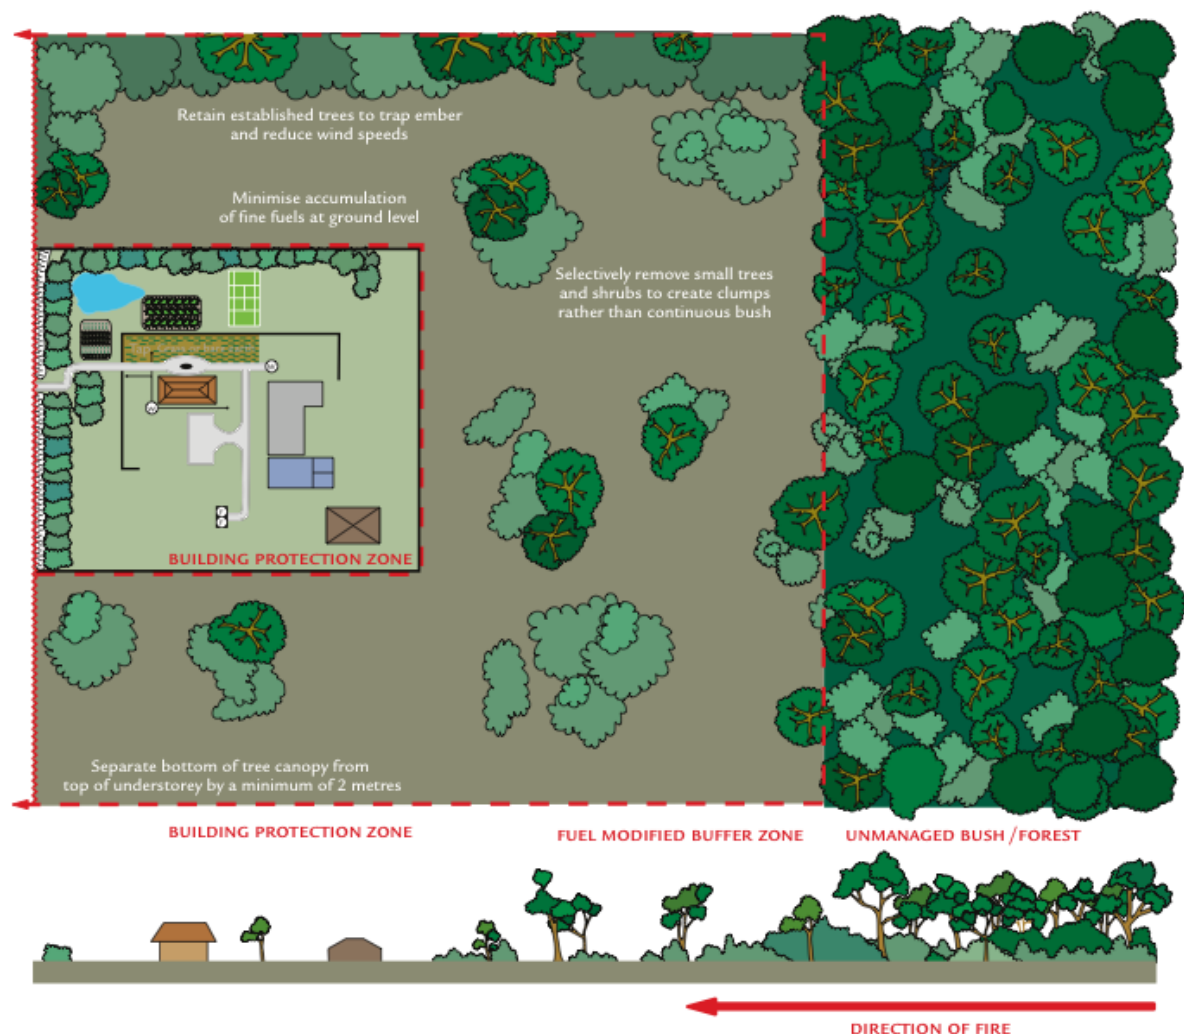 Retain established trees to trap ember
and reduce wind speeds
Minimise accumulation
of fine fuels at ground level
Selectively remove small trees
and shrubs to create clumps
rather than continuous bush
BUILDING PROTECTION ZONE
Separate bottom of tree canopy from
top of understorey by a minimum of 2 metres
BUILDING PROTECTION ZONE
FUEL MODIFIED BUFFER ZONE
UNMANAGED BUSH / FOREST
DIRECTION OF FIRE